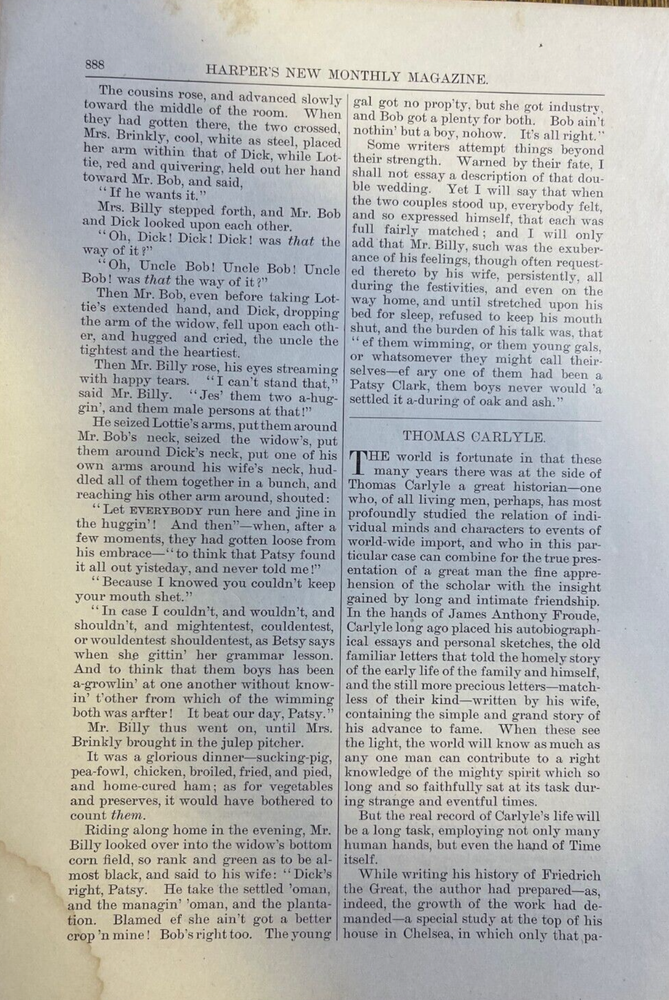 888
HARPER'S NEW MONTHLY MAGAZINE.
The cousins rose, and advanced slowly
toward the middle of the room. When
they had gotten there, the two crossed,
Mrs. Brinkly, cool, white as steel, placed
her arm within that of Dick, while Lot-
tie, red and quivering, held out her hand
toward Mr. Bob, and said,
"If he wants it."
Mrs. Billy stepped forth, and Mr. Bob
and Dick looked upon each other.
"Oh, Dick! Dick! Dick! was that the
way of it?"
"Oh, Uncle Bob! Uncle Bob! Uncle
Bob! was that the way of it?"
Then Mr. Bob, even before taking Lot-
tie's extended hand, and Dick, dropping
the arm of the widow, fell upon each oth-
er, and hugged and cried, the uncle the
tightest and the heartiest.
Then Mr. Billy rose, his eyes streaming
with happy tears. "I can't stand that,"
said Mr. Billy. "Jes' them two a-hug-
gin', and them male persons at that!"
He seized Lottie's arms, put them around
Mr. Bob's neck, seized the widow's, put
them around Dick's neck, put one of his
own arms around his wife's neck, hud-
dled all of them together in a bunch, and
reaching his other arm around, shouted:
"Let EVERYBODY run here and jine in
the huggin'! And then"—when, after a
few moments, they had gotten loose from
his embrace—"to think that Patsy found
it all out yisteday, and never told me!"
"Because I knowed you couldn't keep
your mouth shet."
"In case I couldn't, and wouldn't, and
shouldn't, and mightentest, couldentest,
or wouldentest shouldentest, as Betsy says
when she gittin' her grammar lesson.
And to think that them boys has been
a-growlin' at one another without know-
in' t'other from which of the wimming
both was arfter! It beat our day, Patsy."
Mr. Billy thus went on, until Mrs.
Brinkly brought in the julep pitcher.
It was a glorious dinner—sucking-pig,
pea-fowl, chicken, broiled, fried, and pied,
and home-cured ham; as for vegetables
and preserves, it would have bothered to
count them.
Riding along home in the evening, Mr.
Billy looked over into the widow's bottom
corn field, so rank and green as to be al-
most black, and said to his wife: "Dick's
right, Patsy. He take the settled 'oman,
and the managin' 'oman, and the planta-
tion. Blamed ef she ain't got a better
crop 'n mine! Bob's right too. The young
gal got no prop'ty, but she got industry,
and Bob got a plenty for both. Bob ain't
nothin' but a boy, nohow. It's all right."
Some writers attempt things beyond
their strength. Warned by their fate, I
shall not essay a description of that dou-
ble wedding. Yet I will say that when
the two couples stood up, everybody felt,
and so expressed himself, that each was
full fairly matched; and I will only
add that Mr. Billy, such was the exuber-
ance of his feelings, though often request-
ed thereto by his wife, persistently, all
during the festivities, and even on the
way home, and until stretched upon his
bed for sleep, refused to keep his mouth
shut, and the burden of his talk was, that
"ef them wimming, or them young gals,
or whatsomever they might call their-
selves—ef ary one of them had been a
Patsy Clark, them boys never would 'a
settled it a-during of oak and ash."
THOMAS CARLYLE.
THE world is fortunate in that these
many years there was at the side of
Thomas Carlyle a great historian—one
who, of all living men, perhaps, has most
profoundly studied the relation of indi-
vidual minds and characters to events of
world-wide import, and who in this par-
ticular case can combine for the true pres-
entation of a great man the fine appre-
hension of the scholar with the insight
gained by long and intimate friendship.
In the hands of James Anthony Froude,
Carlyle long ago placed his autobiograph-
ical essays and personal sketches, the old
familiar letters that told the homely story
of the early life of the family and himself,
and the still more precious letters—match-
less of their kind—written by his wife,
containing the simple and grand story of
his advance to fame. When these see
the light, the world will know as much as
any one man can contribute to a right
knowledge of the mighty spirit which so
long and so faithfully sat at its task dur-
ing strange and eventful times.
But the real record of Carlyle's life will
be a long task, employing not only many
human hands, but even the hand of Time
itself.
While writing his history of Friedrich
the Great, the author had prepared—as,
indeed, the growth of the work had de-
manded—a special study at the top of his
house in Chelsea, in which only that pa-